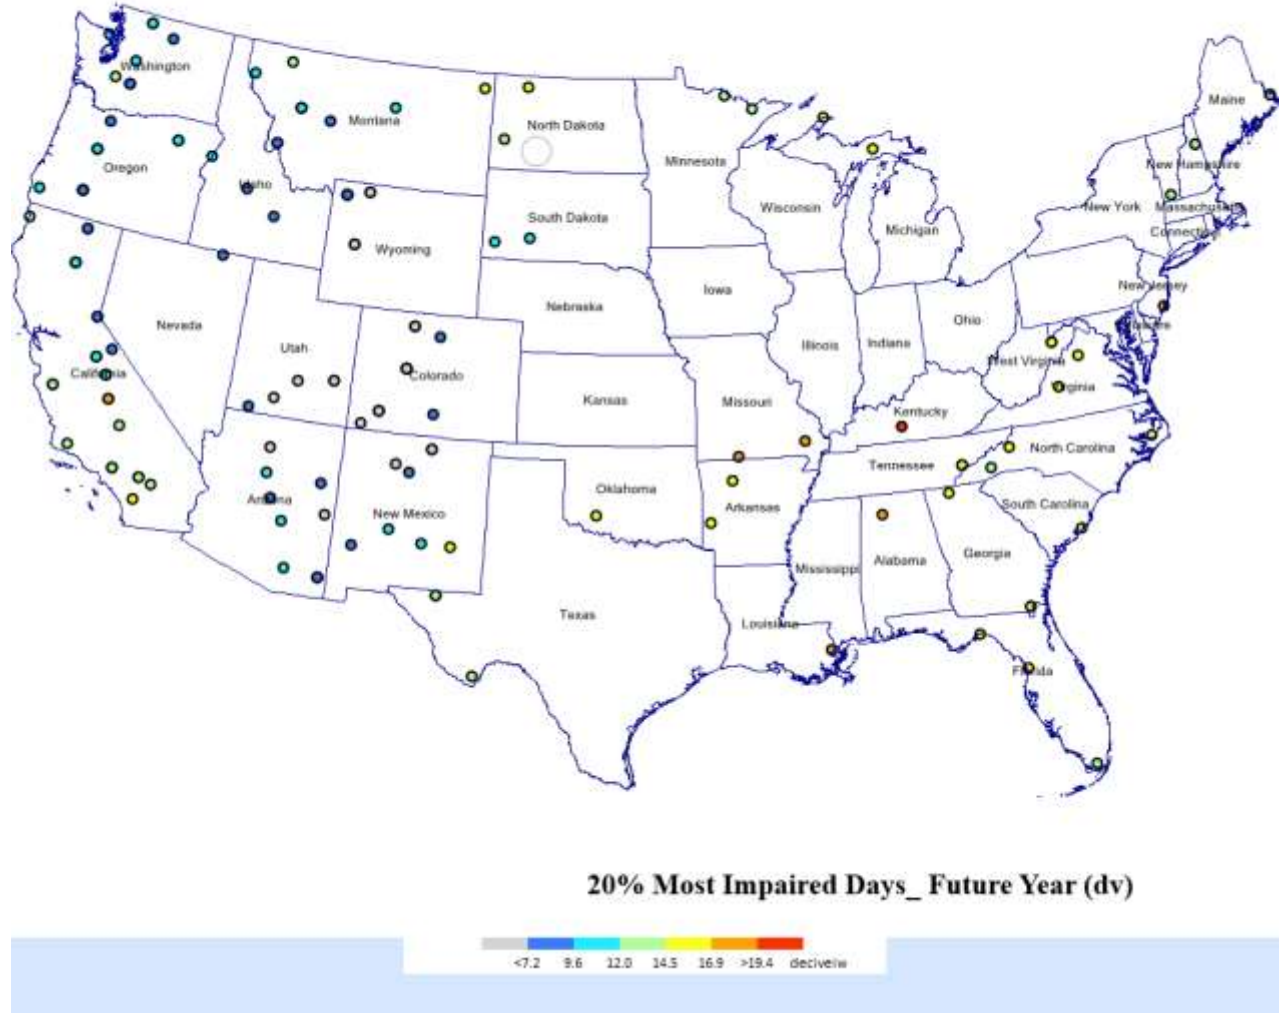 Washington
Maine
Montana
North Dakota
Minnesota
New Hampshire
Oregon
Idaho
New York
Massachusetts
Wisconsin
South Dakota
Michigan
Connecticut
Wyoming
Iowa
New Jersey
Nebraska
Ohio
Delaware
Nevada
Utah
Illinois
Indiana
West Virginia
California
Colorado
Virginia
Kansas
Missouri
Kentucky
North Carolina
Tennessee
Oklahoma
Arizona
New Mexico
Arkansas
South Carolina
Georgia
Mississippi
Alabama
Texas
Louisiana
Florida
20% Most Impaired Days_ Future Year (dv)
<7.2 9.6 12.0 14.5 16.9 >19.4 deciveiw